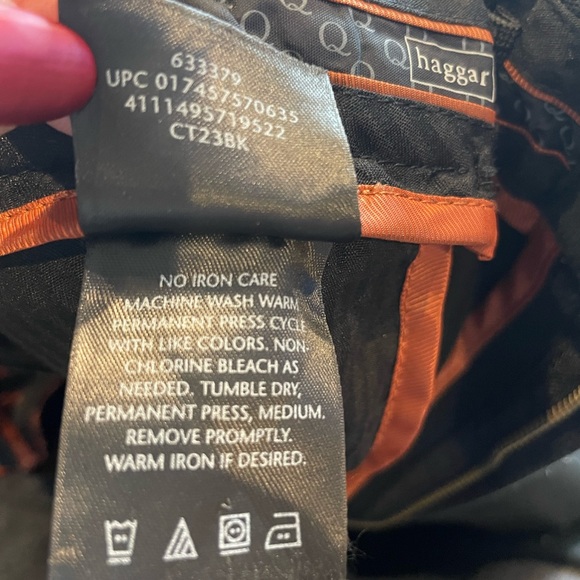 haggar
Q Q Q Q Q
633379
UPC 017457570635
4111495719522
CT23BK
NO IRON CARE
MACHINE WASH WARM
PERMANENT PRESS CYCLE
WITH LIKE COLORS. NON-
CHLORINE BLEACH AS
NEEDED. TUMBLE DRY,
PERMANENT PRESS, MEDIUM.
REMOVE PROMPTLY.
WARM IRON IF DESIRED.